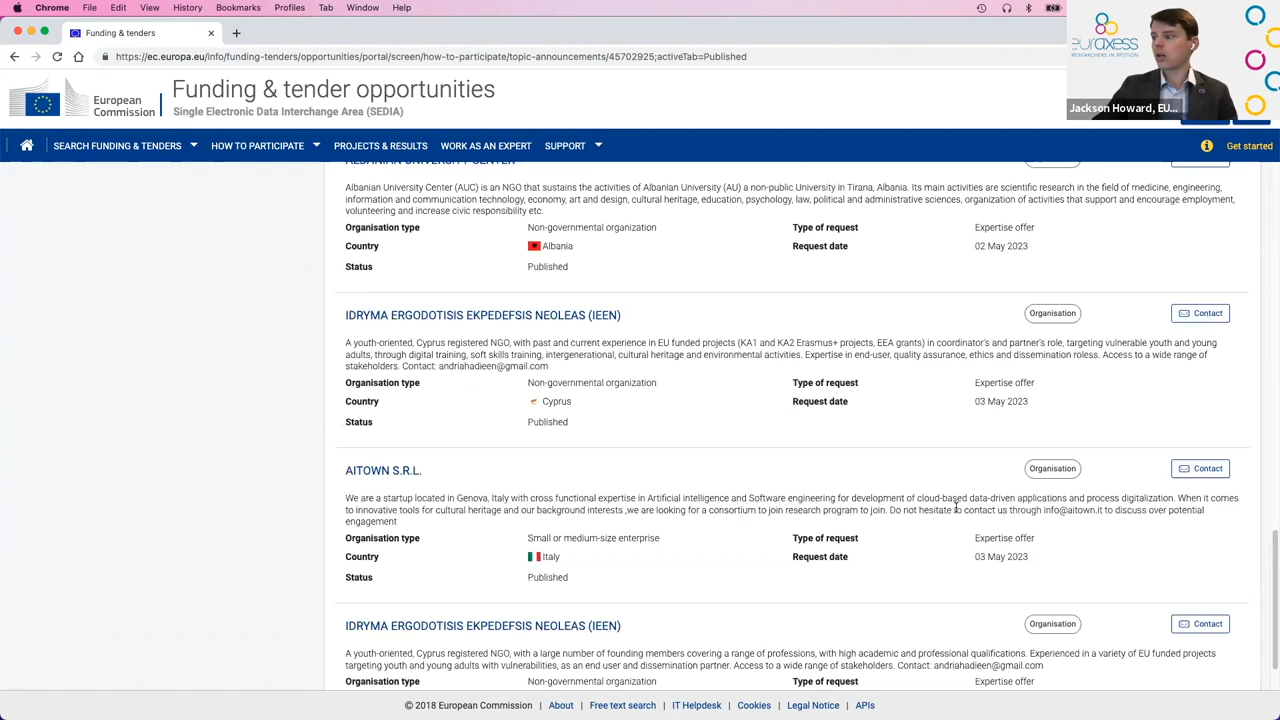 Chrome File Edit View History Bookmarks Profiles Tab Window Help
Funding & tenders
https://ec.europa.eu/info/funding-tenders/opportunities/portal/screen/how-to-participate/topic-announcements/45702925;activeTab=Published
euraxess
RESEARCHERS IN MOTION
Jackson Howard, EU...
European
Commission
Funding & tender opportunities
Single Electronic Data Interchange Area (SEDIA)
SEARCH FUNDING & TENDERS HOW TO PARTICIPATE PROJECTS & RESULTS WORK AS AN EXPERT SUPPORT Get started
ALBANIAN UNIVERSITY CENTER
Albanian University Center (AUC) is an NGO that sustains the activities of Albanian University (AU) a non-public University in Tirana, Albania. Its main activities are scientific research in the field of medicine, engineering,
information and communication technology, economy, art and design, cultural heritage, education, psychology, law, political and administrative sciences, organization of activities that support and encourage employment,
volunteering and increase civic responsibility etc.
Organisation type Non-governmental organization Type of request Expertise offer
Country Albania Request date 02 May 2023
Status Published
IDRYMA ERGODOTISIS EKPEDEFSIS NEOLEAS (IEEN) Organisation Contact
A youth-oriented, Cyprus registered NGO, with past and current experience in EU funded projects (KA1 and KA2 Erasmus+ projects, EEA grants) in coordinator's and partner's role, targeting vulnerable youth and young
adults, through digital training, soft skills training, intergenerational, cultural heritage and environmental activities. Expertise in end-user, quality assurance, ethics and dissemination roless. Access to a wide range of
stakeholders. Contact: andriahadieen@gmail.com
Organisation type Non-governmental organization Type of request Expertise offer
Country Cyprus Request date 03 May 2023
Status Published
AITOWN S.R.L. Organisation Contact
We are a startup located in Genova, Italy with cross functional expertise in Artificial intelligence and Software engineering for development of cloud-based data-driven applications and process digitalization. When it comes
to innovative tools for cultural heritage and our background interests ,we are looking for a consortium to join research program to join. Do not hesitate to contact us through info@aitown.it to discuss over potential
engagement
Organisation type Small or medium-size enterprise Type of request Expertise offer
Country Italy Request date 03 May 2023
Status Published
IDRYMA ERGODOTISIS EKPEDEFSIS NEOLEAS (IEEN) Organisation Contact
A youth-oriented, Cyprus registered NGO, with a large number of founding members covering a range of professions, with high academic and professional qualifications. Experienced in a variety of EU funded projects
targeting youth and young adults with vulnerabilities, as an end user and dissemination partner. Access to a wide range of stakeholders. Contact: andriahadieen@gmail.com
Organisation type Non-governmental organization Type of request Expertise offer
© 2018 European Commission | About | Free text search | IT Helpdesk | Cookies | Legal Notice | APIs